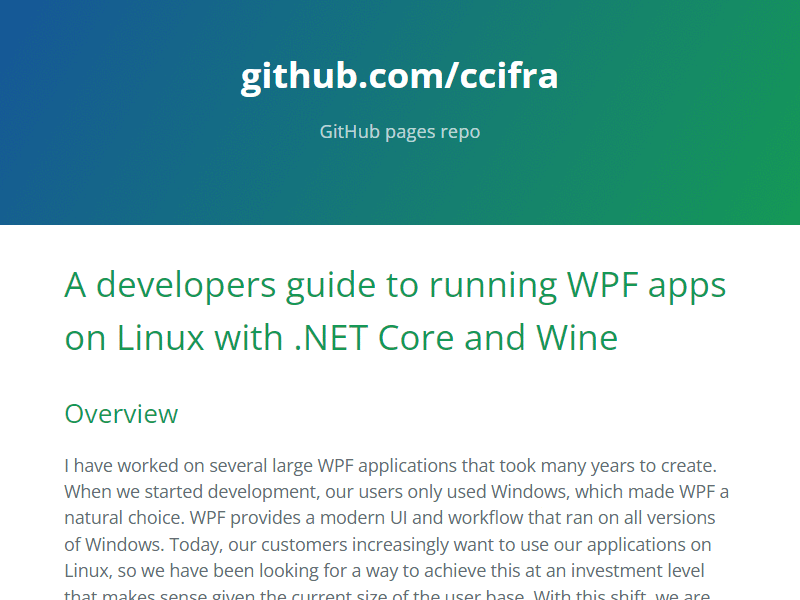 github.com/ccifra
GitHub pages repo
A developers guide to running WPF apps
on Linux with .NET Core and Wine
Overview
I have worked on several large WPF applications that took many years to create.
When we started development, our users only used Windows, which made WPF a
natural choice. WPF provides a modern UI and workflow that ran on all versions
of Windows. Today, our customers increasingly want to use our applications on
Linux, so we have been looking for a way to achieve this at an investment level
that makes sense given the current size of the user base. With this shift, we are